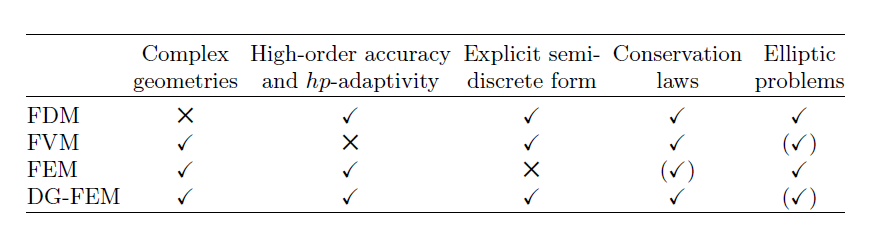 Complex High-order accuracy Explicit semi- Conservation Elliptic
geometries and hp-adaptivity discrete form laws problems
FDM ✕ ✓ ✓ ✓ ✓
FVM ✓ ✕ ✓ ✓ (✓)
FEM ✓ ✓ ✕ (✓) ✓
DG-FEM ✓ ✓ ✓ ✓ (✓)